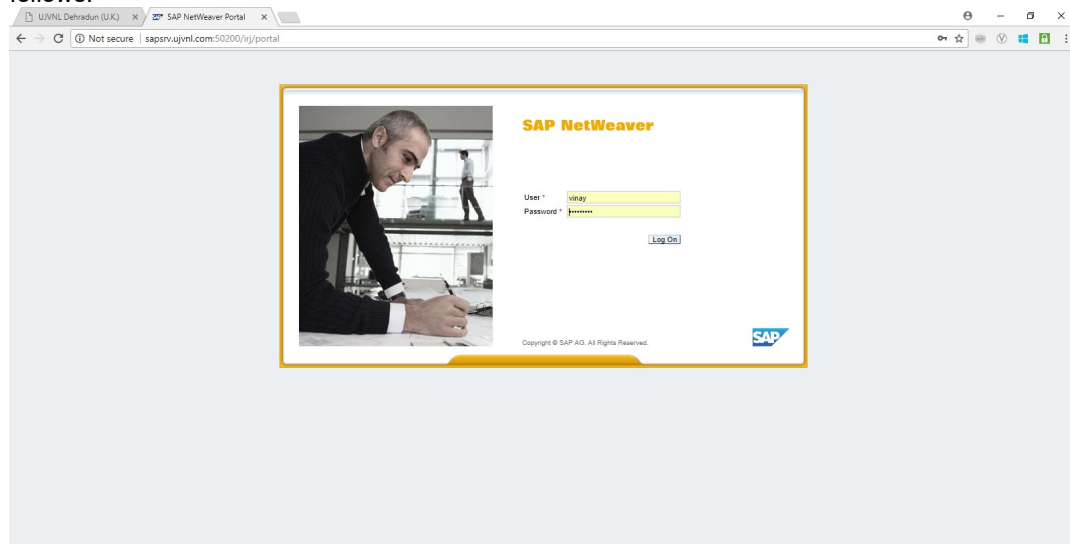 UJVNL Dehradun (U.K.)
SAP NetWeaver Portal
Not secure | sapsrv.ujvnl.com:50200/irj/portal
SAP NetWeaver
User *
vinay
Password *
Log On
Copyright © SAP AG. All Rights Reserved.
SAP